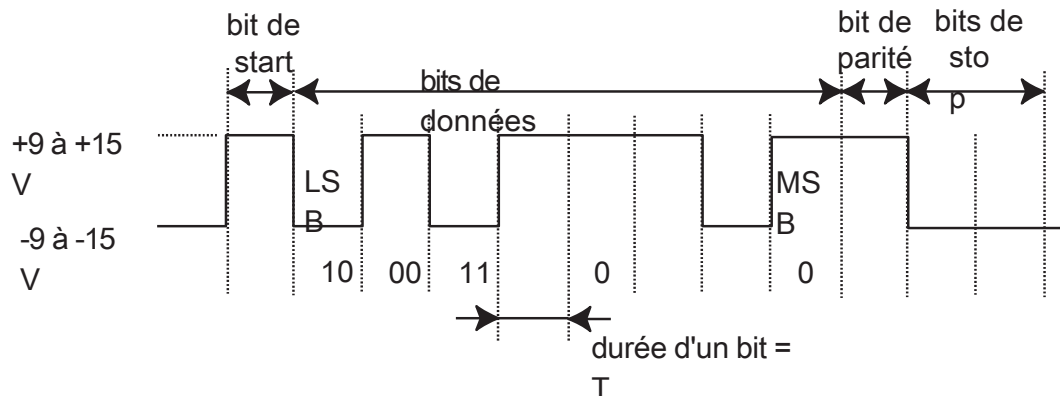 bit de
start
bits de
données
bit de
parité
bits de
sto
p
+9 à +15
V
LS
B
MS
B
-9 à -15
V
10 00 11 0 0
durée d'un bit =
T